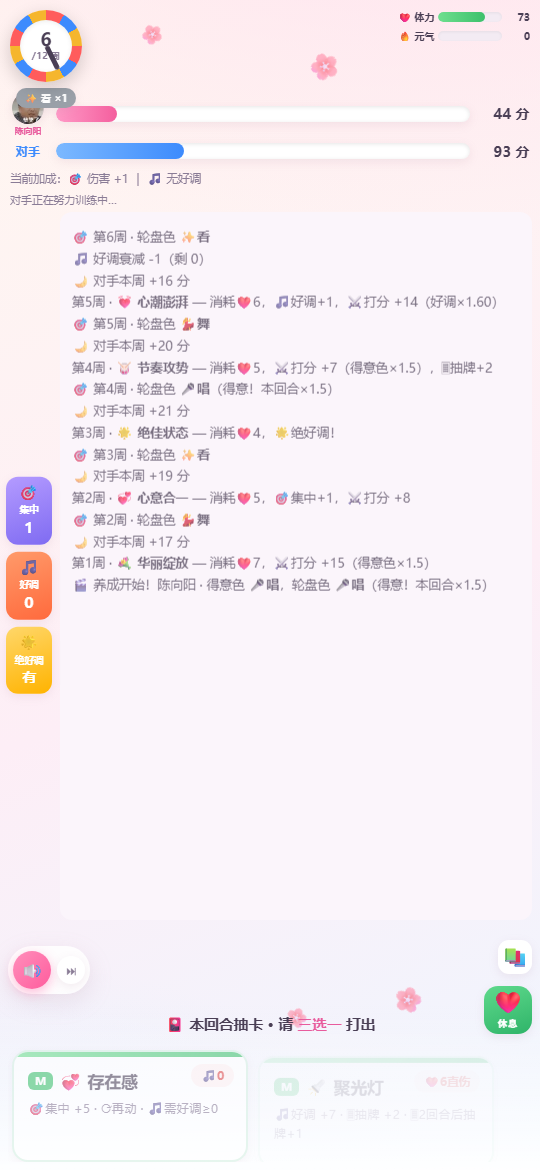 6
/12周
体力 73
元气 0
看 ×1
陈向阳
44 分
对手
93 分
当前加成: 伤害 +1 | 无好调
对手正在努力训练中...
第6周 · 轮盘色 看
好调衰减 -1（剩 0）
对手本周 +16 分
第5周 · 心潮澎湃 — 消耗 6, 好调+1, 打分 +14（好调×1.60）
第5周 · 轮盘色 舞
对手本周 +20 分
第4周 · 节奏攻势 — 消耗 5, 打分 +7（得意色×1.5）, 抽牌+2
第4周 · 轮盘色 唱（得意！本回合×1.5）
对手本周 +21 分
第3周 · 绝佳状态 — 消耗 4, 绝好调！
第3周 · 轮盘色 看
对手本周 +19 分
第2周 · 心意合一 — 消耗 5, 集中+1, 打分 +8
第2周 · 轮盘色 舞
对手本周 +17 分
第1周 · 华丽绽放 — 消耗 7, 打分 +15（得意色×1.5）
养成开始！陈向阳 · 得意色 唱, 轮盘色 唱（得意！本回合×1.5）
集中
1
好调
0
绝好调
有
休息
本回合抽卡 · 请 三选一 打出
M 存在感 0
集中 +5 · 再动 · 需好调≥0
M 聚光灯 6直伤
好调 +7 · 抽牌 +2 · 2回合后抽
牌+1